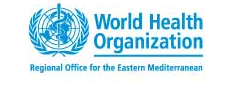 World Health
Organization
Regional Office for the Eastern Mediterranean